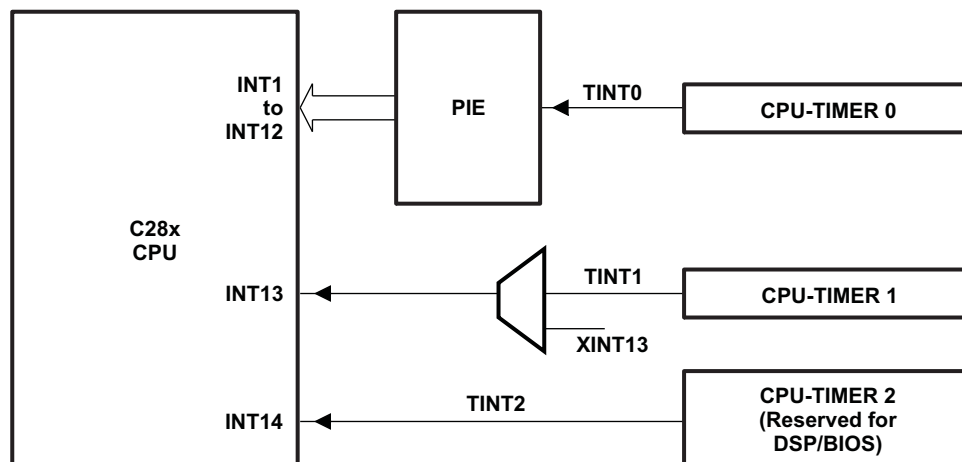 INT1
to
INT12
PIE
TINT0
CPU-TIMER 0
C28x
CPU
INT13
TINT1
XINT13
CPU-TIMER 1
INT14
TINT2
CPU-TIMER 2
(Reserved for
DSP/BIOS)